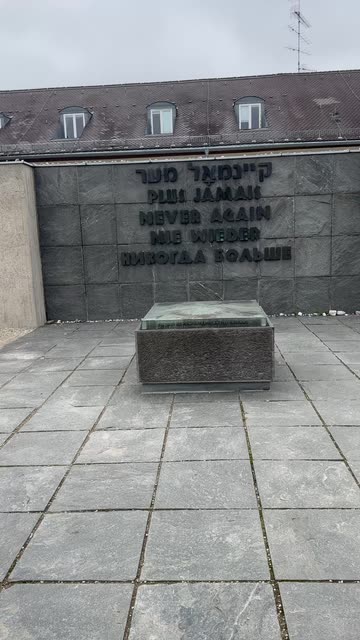 קיינמאל מער
PLUS JAMAIS
NEVER AGAIN
NIE WIEDER
НИКОГДА БОЛЬШЕ